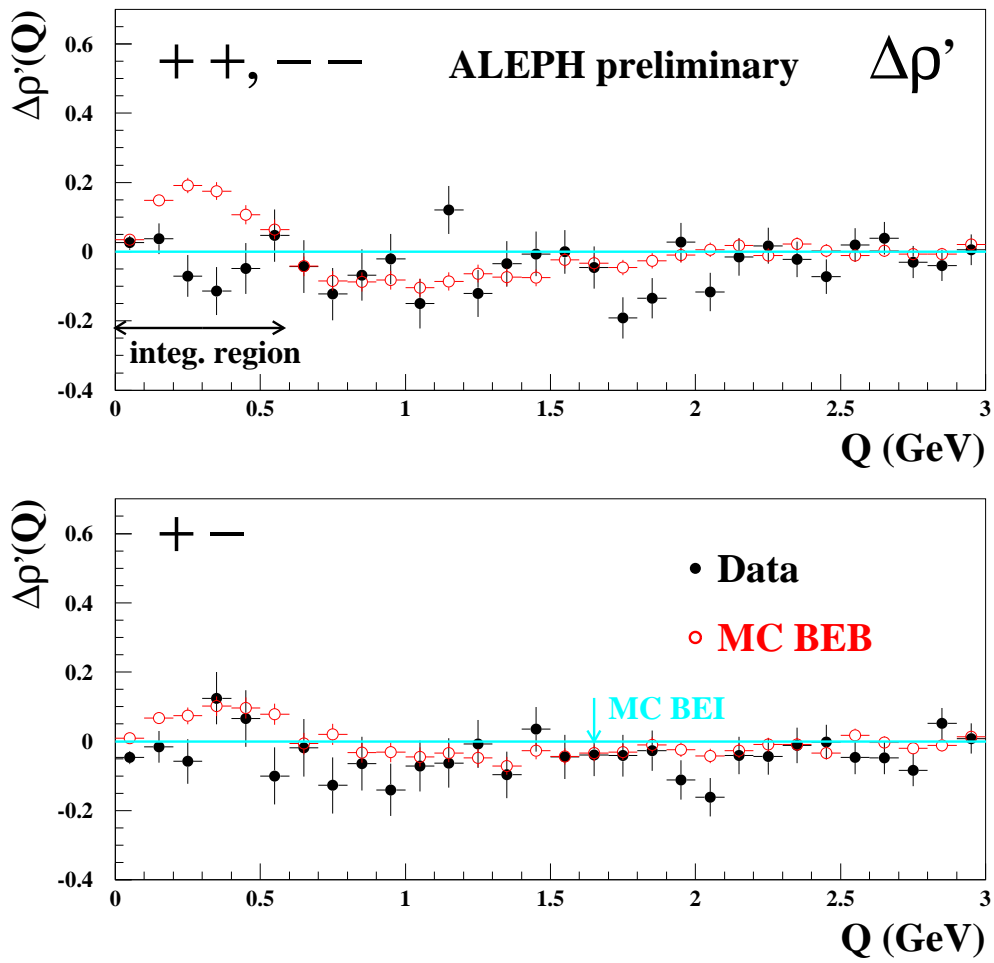 Δρ’(Q)
0.6
0.4
0.2
0
-0.2
-0.4
+ +, − −
ALEPH preliminary
Δρ’
integ. region
0 0.5 1 1.5 2 2.5 3
Q (GeV)
Δρ’(Q)
0.6
0.4
0.2
0
-0.2
-0.4
+ −
Data
MC BEB
MC BEI
0 0.5 1 1.5 2 2.5 3
Q (GeV)